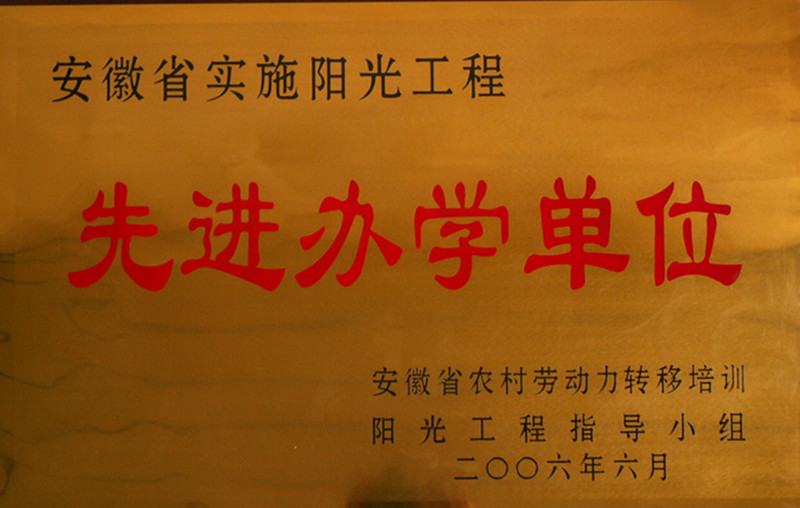 安徽省实施阳光工程
先进办学单位
安徽省农村劳动力转移培训
阳光工程指导小组
二〇〇六年六月